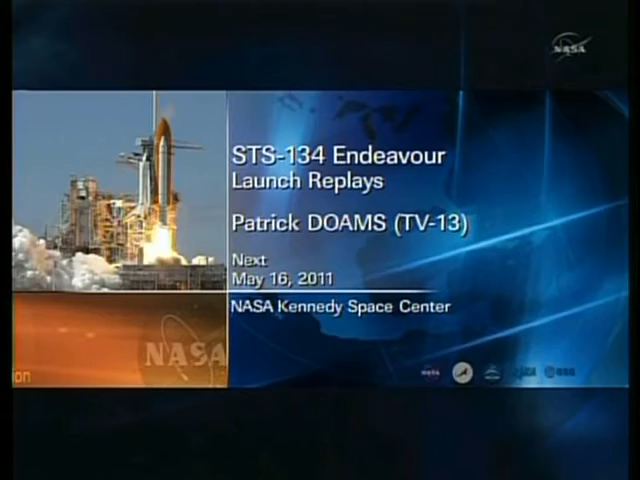 NASA
STS-134 Endeavour
Launch Replays
Patrick DOAMS (TV-13)
Next
May 16, 2011
NASA Kennedy Space Center
NASA
on
NASA